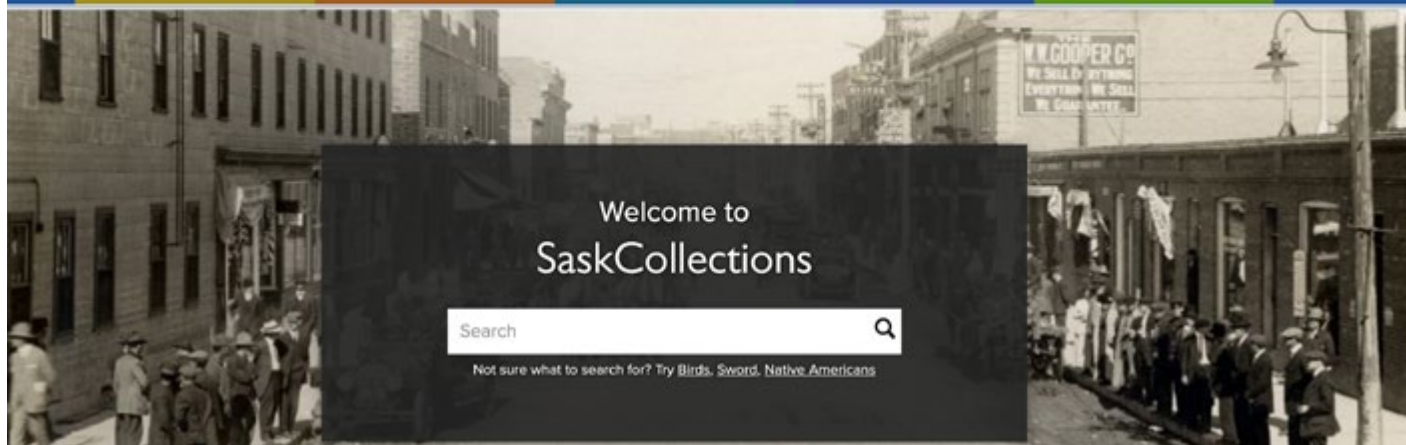 W.W. COOPER Co
WE SELL EVERYTHING
EVERYTHING WE SELL
WE GUARANTEE.
Welcome to
SaskCollections
Search
Not sure what to search for? Try Birds, Sword, Native Americans